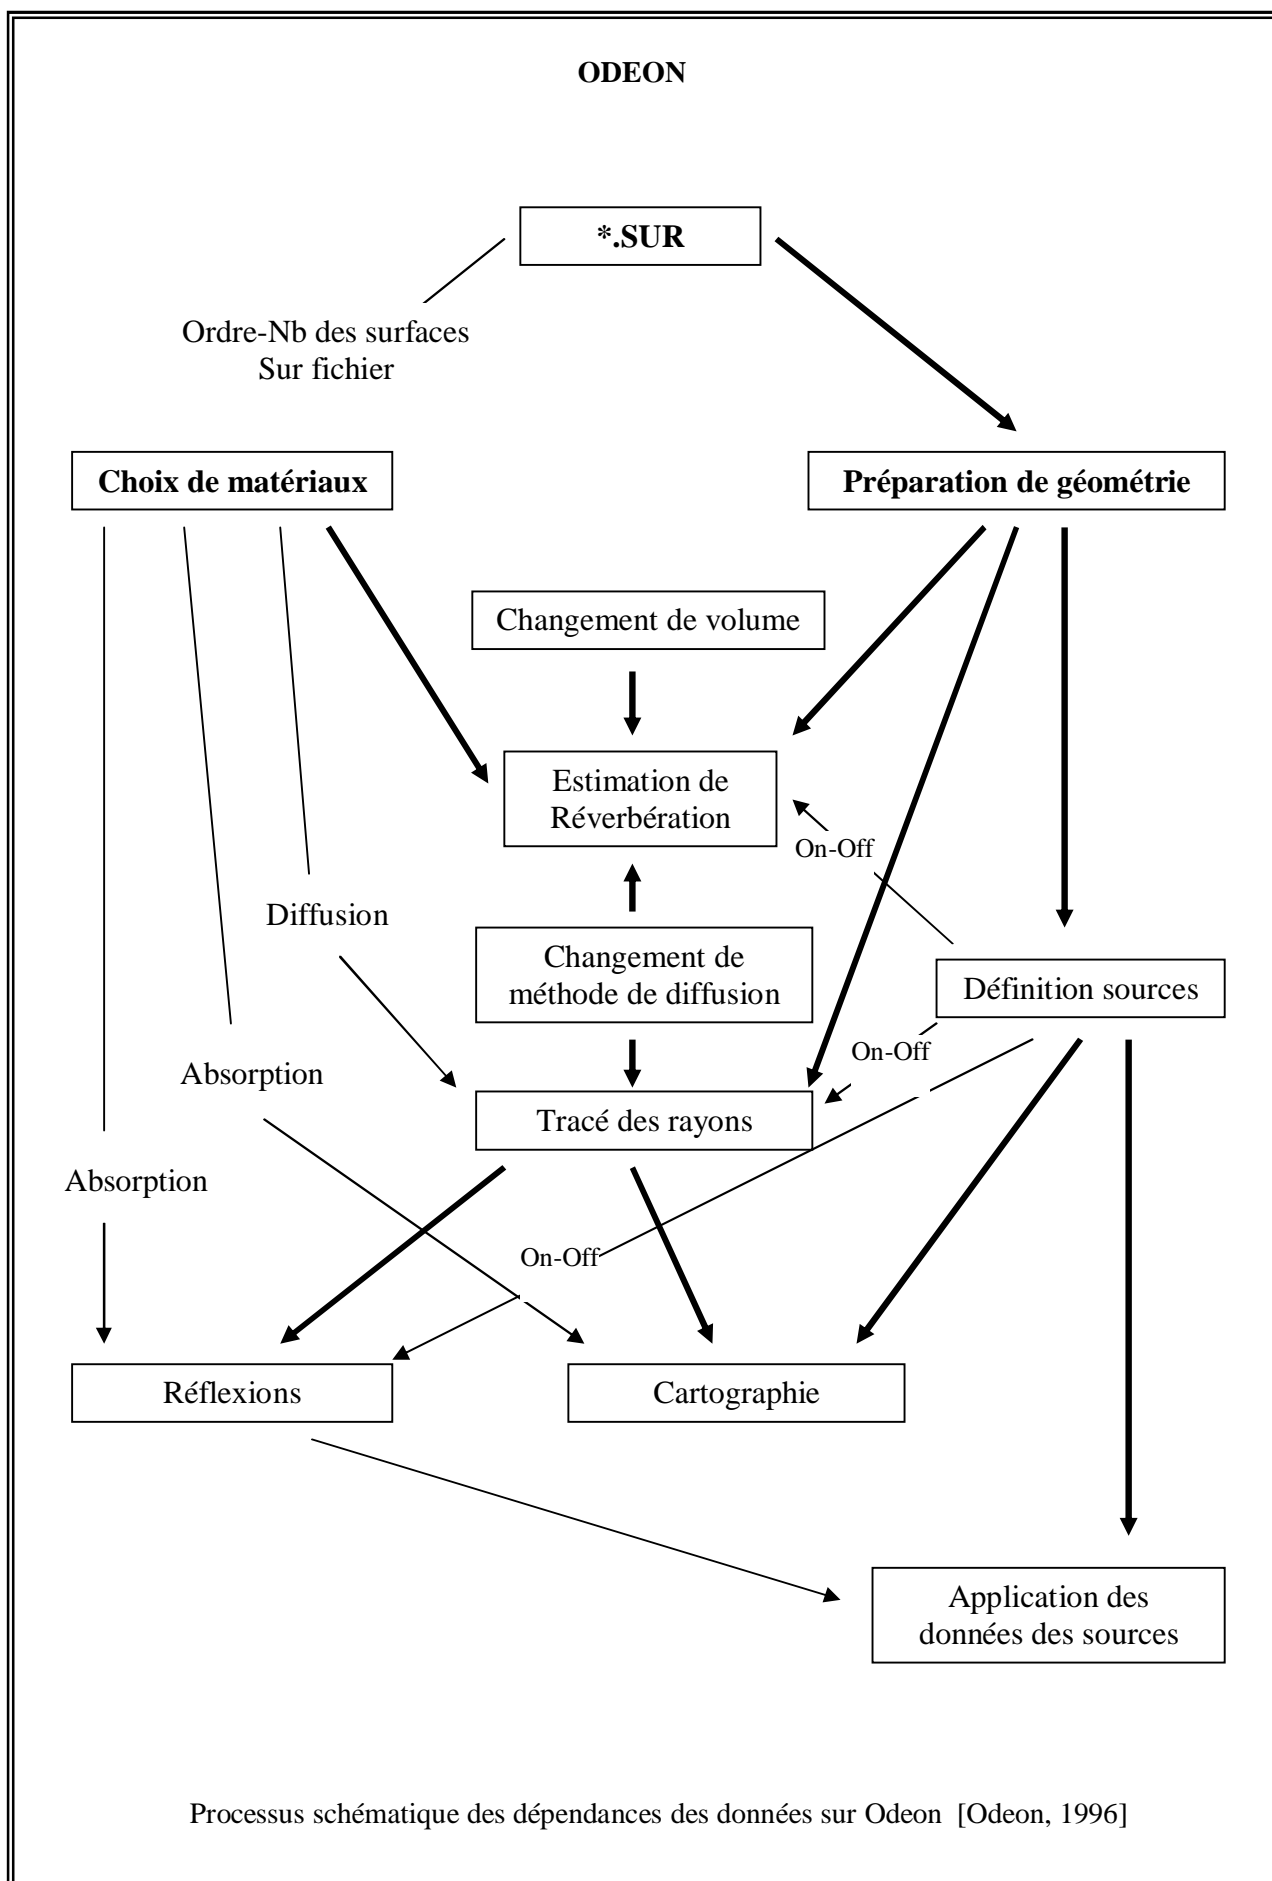 ODEON
*.SUR
Ordre-Nb des surfaces
Sur fichier
Choix de matériaux
Préparation de géométrie
Changement de volume
Estimation de
Réverbération
On-Off
Diffusion
Changement de
méthode de diffusion
Définition sources
On-Off
Absorption
Tracé des rayons
Absorption
On-Off
Réflexions
Cartographie
Application des
données des sources
Processus schématique des dépendances des données sur Odeon [Odeon, 1996]